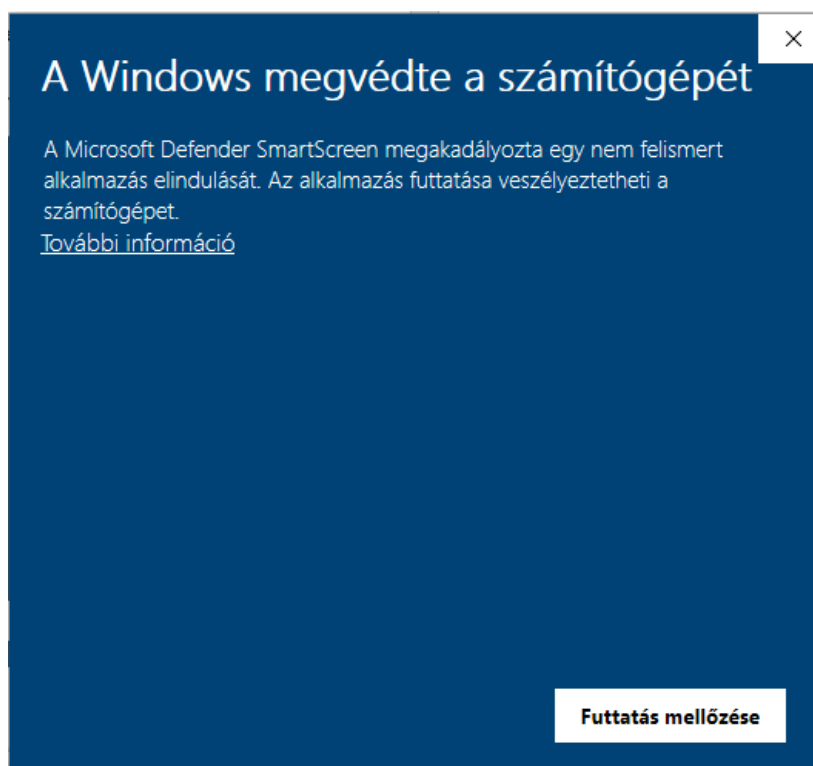 A Windows megvédte a számítógépét
A Microsoft Defender SmartScreen megakadályozta egy nem felismert
alkalmazás elindulását. Az alkalmazás futtatása veszélyeztetheti a
számítógépet.
További információ
Futtatás mellőzése